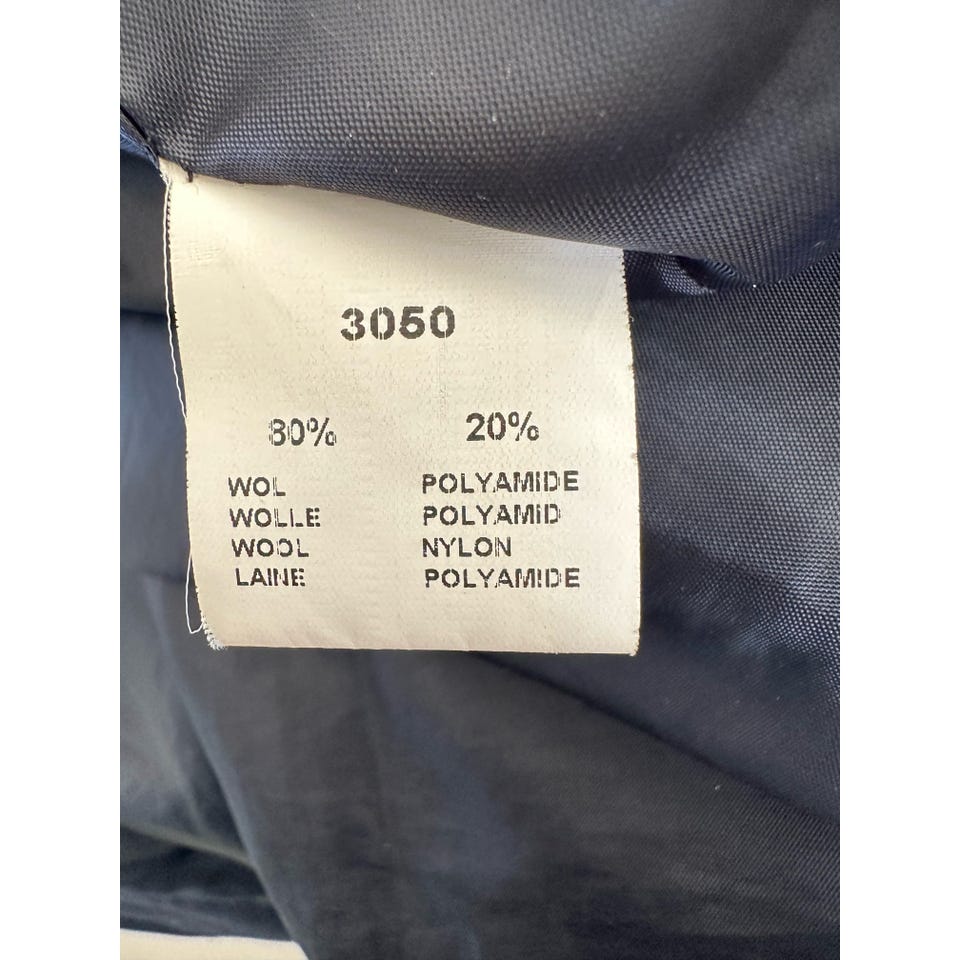 3050
80% 20%
WOL POLYAMIDE
WOLLE POLYAMID
WOOL NYLON
LAINE POLYAMIDE